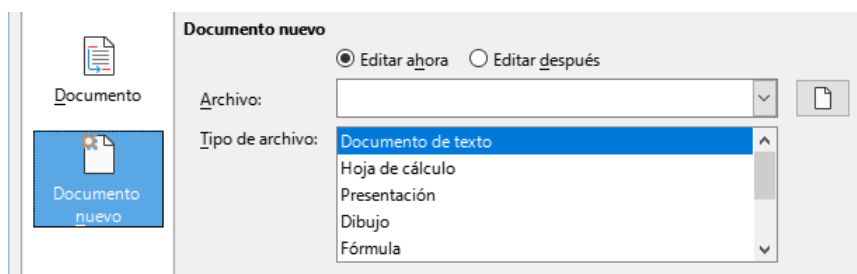 Documento
Documento
nuevo
Documento nuevo
Editar ahora Editar después
Archivo:
Tipo de archivo:
Documento de texto
Hoja de cálculo
Presentación
Dibujo
Fórmula